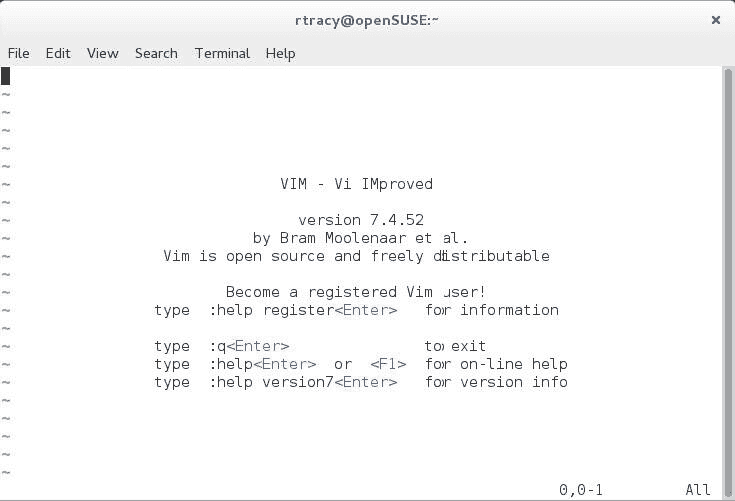 rtracy@openSUSE:~ ×
File Edit View Search Terminal Help
~
~
~
~
~
~
VIM - Vi IMproved
~
~
version 7.4.52
~
by Bram Moolenaar et al.
~
Vim is open source and freely distributable
~
~
Become a registered Vim user!
~
type :help register<Enter> for information
~
~
type :q<Enter> to exit
~
type :help<Enter> or <F1> for on-line help
~
type :help version7<Enter> for version info
~
~
~
~
~
0,0-1 All